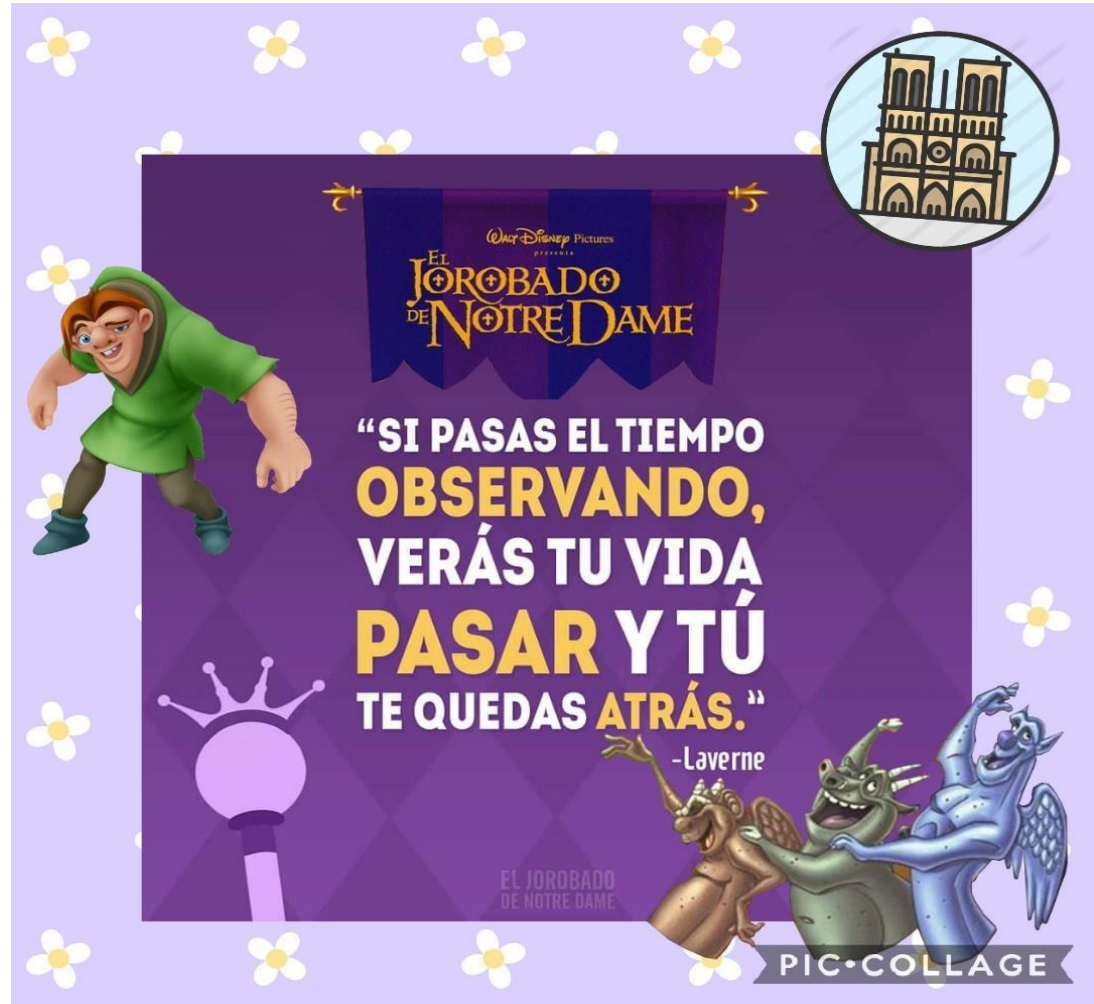 Walt Disney Pictures
presenta
EL
JOROBADO
DE NOTRE DAME
“SI PASAS EL TIEMPO
OBSERVANDO,
VERÁS TU VIDA
PASAR Y TÚ
TE QUEDAS ATRÁS.“
-Laverne
EL JOROBADO
DE NOTRE DAME
PIC•COLLAGE